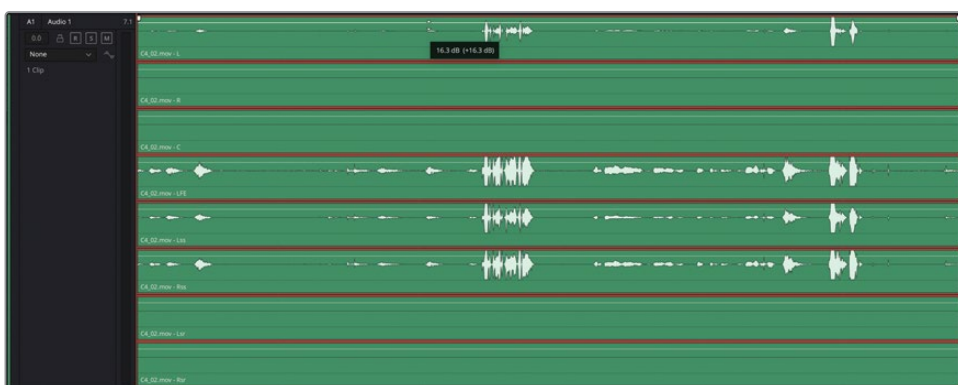 A1 Audio 1 7.1
0.0 R S M
None
1 Clip
16.3 dB (+16.3 dB)
C4_02.mov - L
C4_02.mov - R
C4_02.mov - C
C4_02.mov - LFE
C4_02.mov - Lss
C4_02.mov - Rss
C4_02.mov - Lsr
C4_02.mov - Rsr